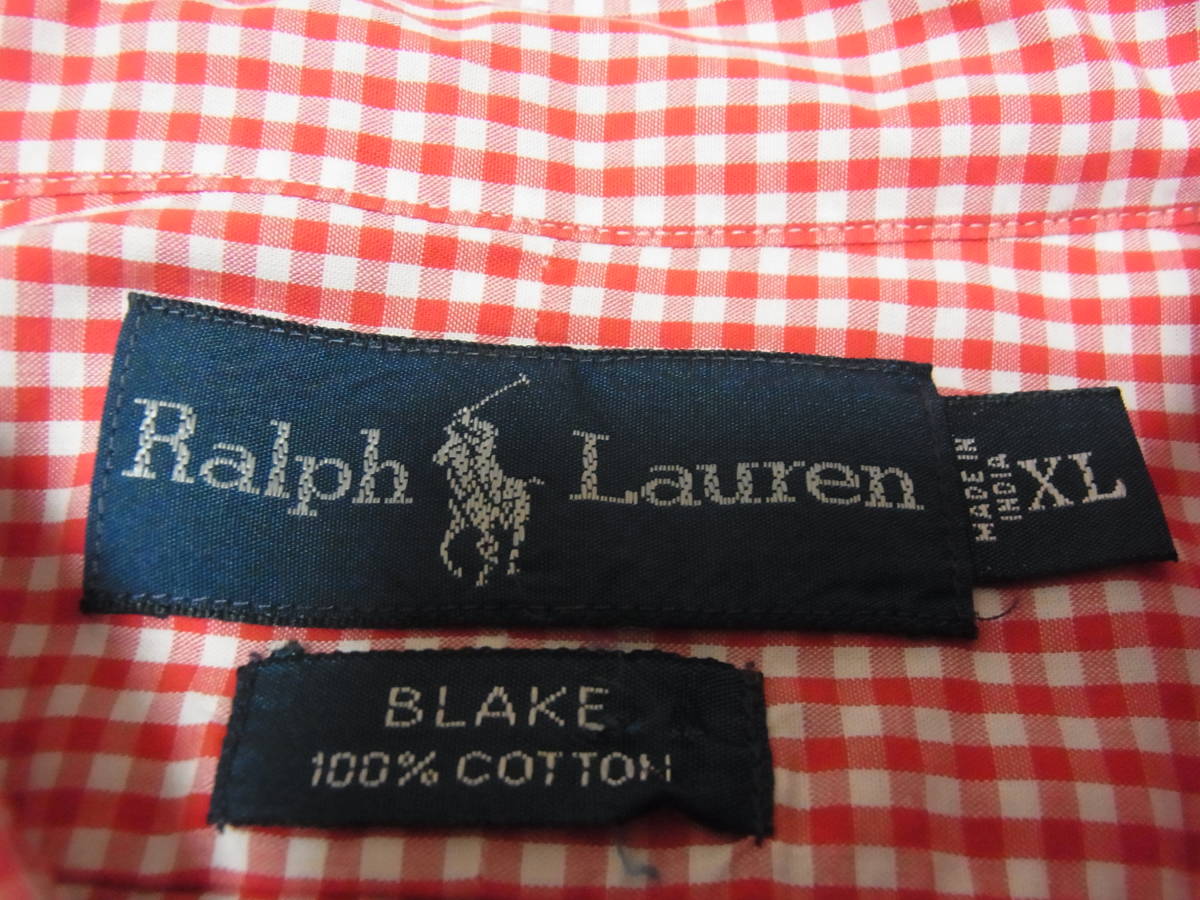 Ralph Lauren
MADE IN
INDIA
XL
BLAKE
100% COTTON